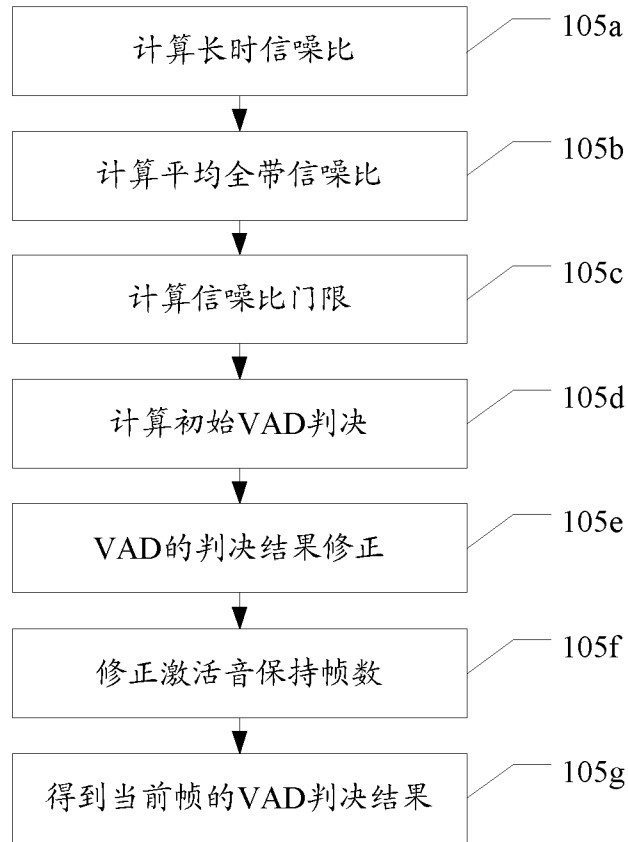 计算长时信噪比
105a
计算平均全带信噪比
105b
计算信噪比门限
105c
计算初始VAD判决
105d
VAD的判决结果修正
105e
修正激活音保持帧数
105f
得到当前帧的VAD判决结果
105g